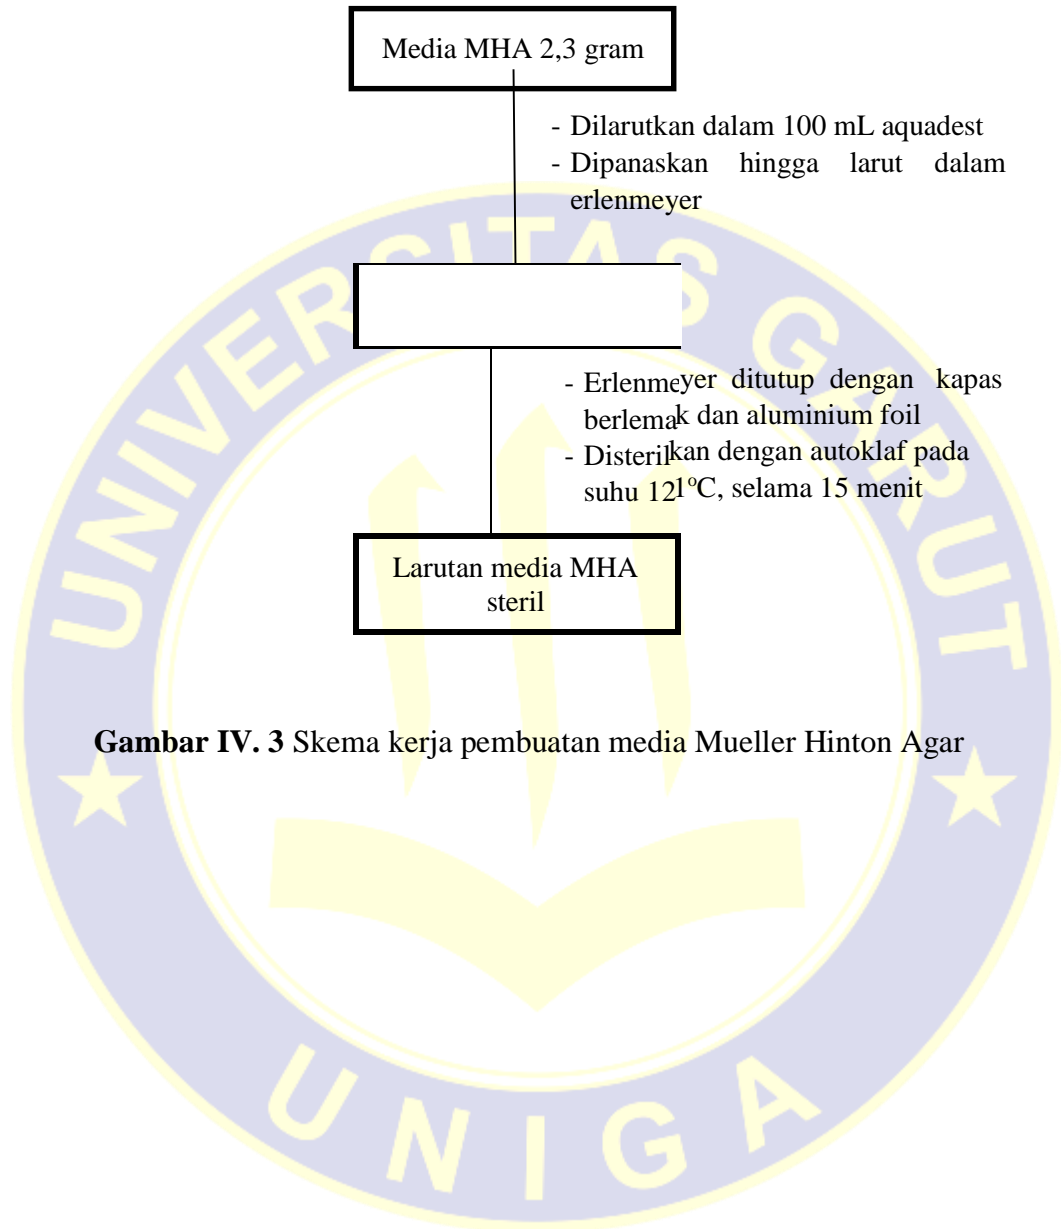 Media MHA 2,3 gram
- Dilarutkan dalam 100 mL aquadest
- Dipanaskan hingga larut dalam
erlenmeyer
- Erlenmeyer ditutup dengan kapas
berlemak dan aluminium foil
- Disterilkan dengan autoklaf pada
suhu 121°C, selama 15 menit
Larutan media MHA
steril
Gambar IV. 3 Skema kerja pembuatan media Mueller Hinton Agar
UNIVERSITAS GARUT
UNIGA